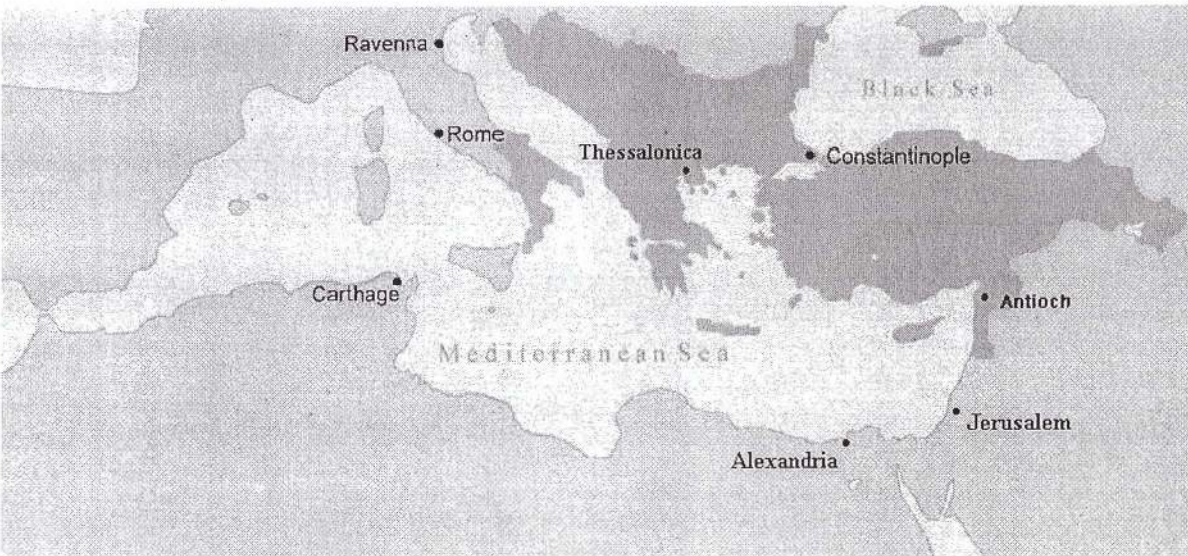 Ravenna
Black Sea
Rome
Thessalonica
Constantinople
Carthage
Antioch
Mediterranean Sea
Jerusalem
Alexandria